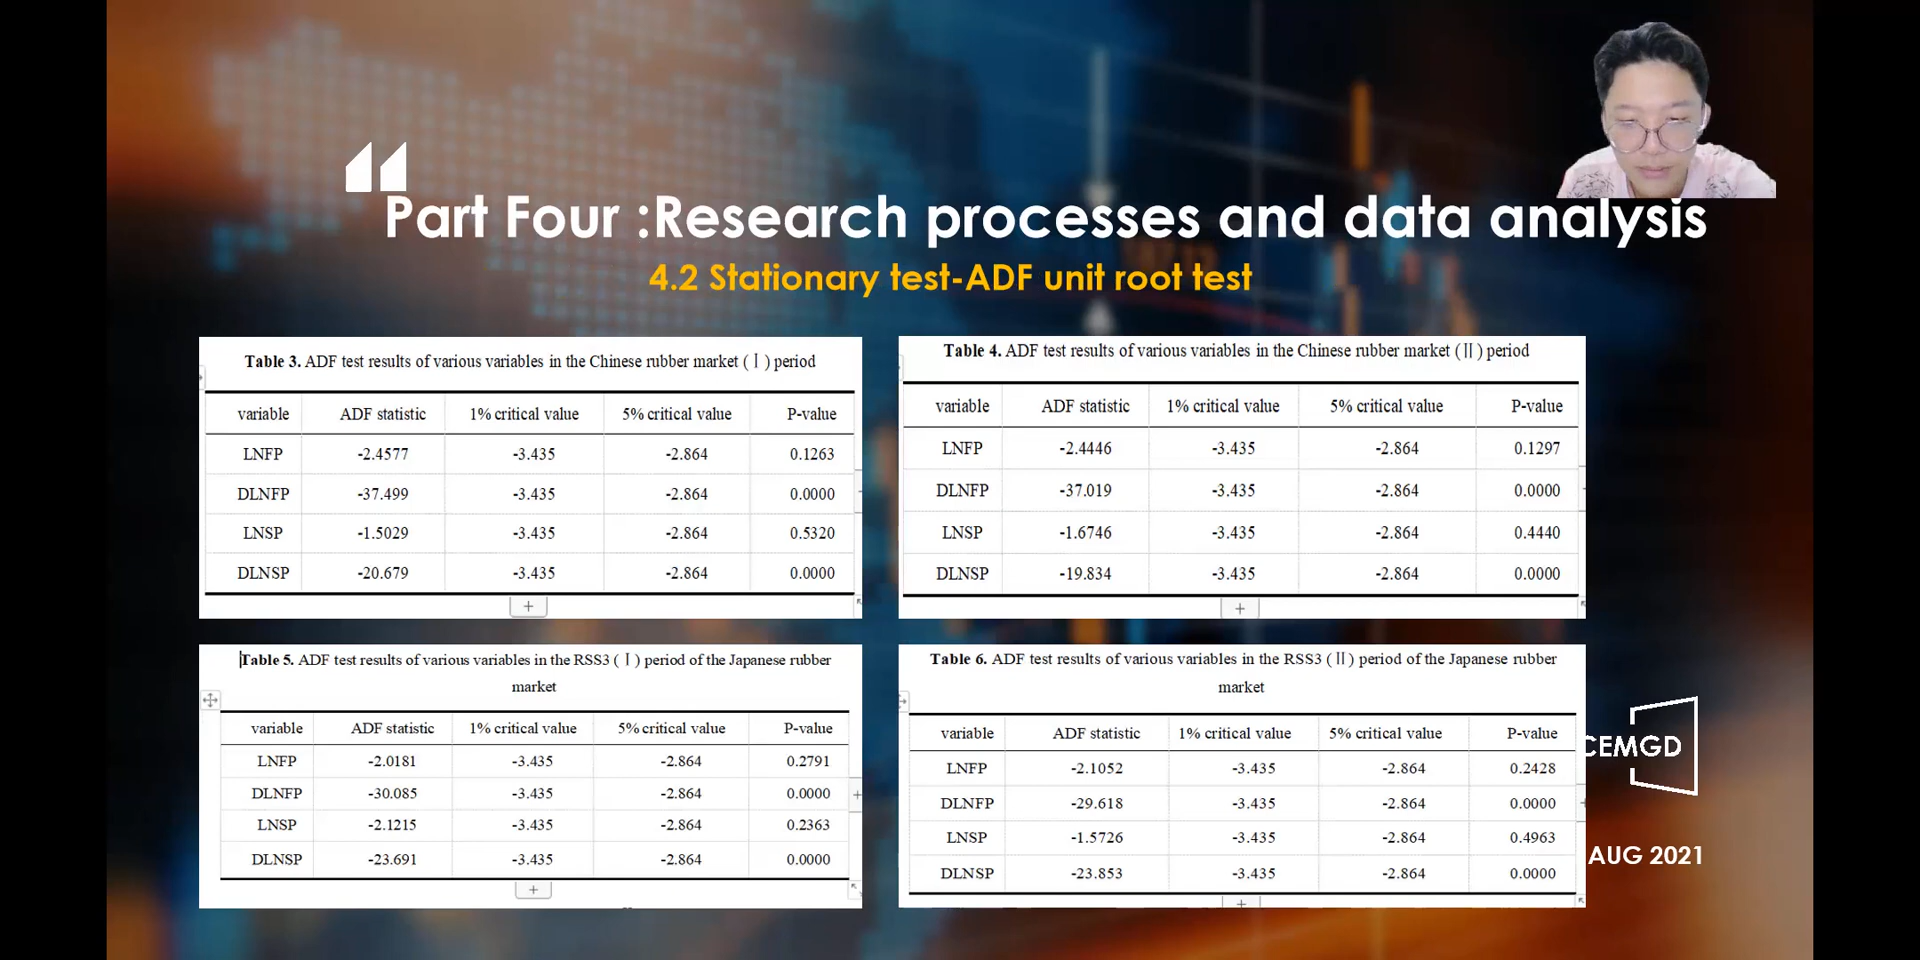 Part Four :Research processes and data analysis
4.2 Stationary test-ADF unit root test
Table 3. ADF test results of various variables in the Chinese rubber market (Ⅰ) period
variable ADF statistic 1% critical value 5% critical value P-value
LNFP -2.4577 -3.435 -2.864 0.1263
DLNFP -37.499 -3.435 -2.864 0.0000
LNSP -1.5029 -3.435 -2.864 0.5320
DLNSP -20.679 -3.435 -2.864 0.0000
Table 4. ADF test results of various variables in the Chinese rubber market (Ⅱ) period
variable ADF statistic 1% critical value 5% critical value P-value
LNFP -2.4446 -3.435 -2.864 0.1297
DLNFP -37.019 -3.435 -2.864 0.0000
LNSP -1.6746 -3.435 -2.864 0.4440
DLNSP -19.834 -3.435 -2.864 0.0000
Table 5. ADF test results of various variables in the RSS3 (Ⅰ) period of the Japanese rubber
market
variable ADF statistic 1% critical value 5% critical value P-value
LNFP -2.0181 -3.435 -2.864 0.2791
DLNFP -30.085 -3.435 -2.864 0.0000
LNSP -2.1215 -3.435 -2.864 0.2363
DLNSP -23.691 -3.435 -2.864 0.0000
Table 6. ADF test results of various variables in the RSS3 (Ⅱ) period of the Japanese rubber
market
variable ADF statistic 1% critical value 5% critical value P-value
LNFP -2.1052 -3.435 -2.864 0.2428
DLNFP -29.618 -3.435 -2.864 0.0000
LNSP -1.5726 -3.435 -2.864 0.4963
DLNSP -23.853 -3.435 -2.864 0.0000
CEMGD
AUG 2021